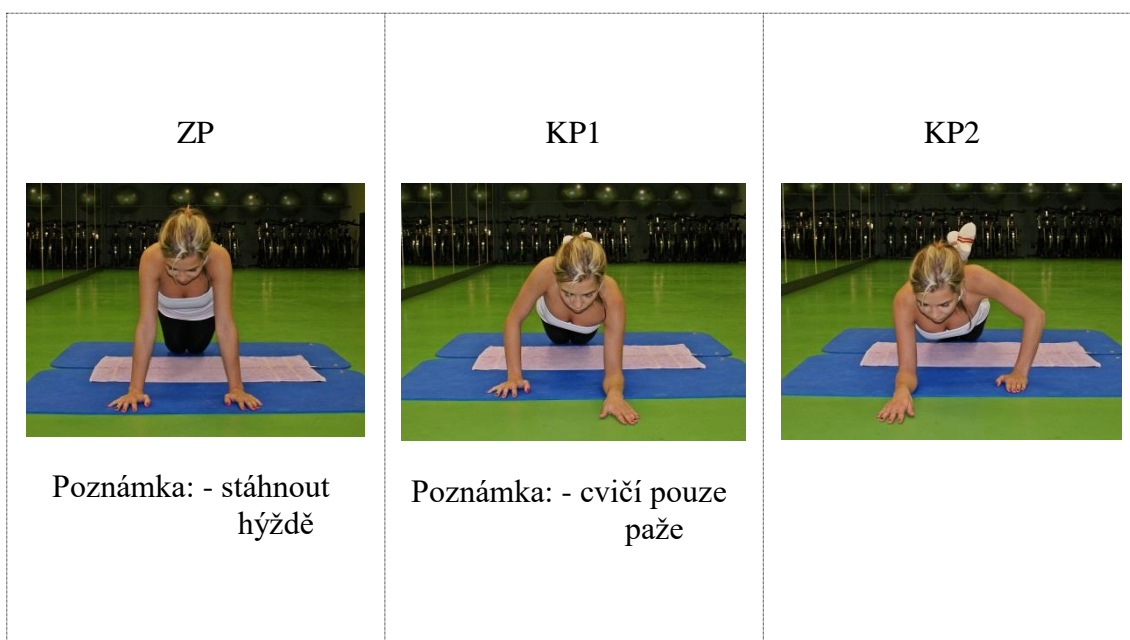 ZP
KP1
KP2
Poznámka: - stáhnout
hýždě
Poznámka: - cvičí pouze
paže